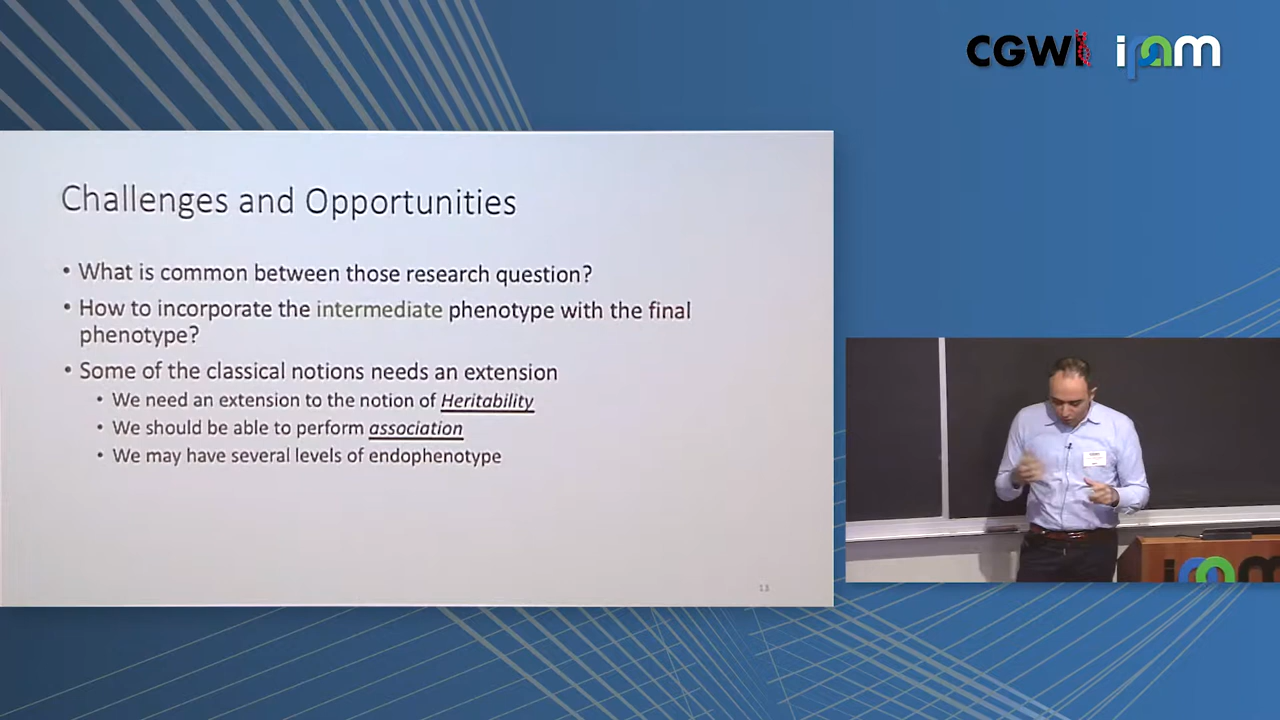 CGWI ipam
Challenges and Opportunities
• What is common between those research question?
• How to incorporate the intermediate phenotype with the final
phenotype?
• Some of the classical notions needs an extension
• We need an extension to the notion of Heritability
• We should be able to perform association
• We may have several levels of endophenotype
13
ipam